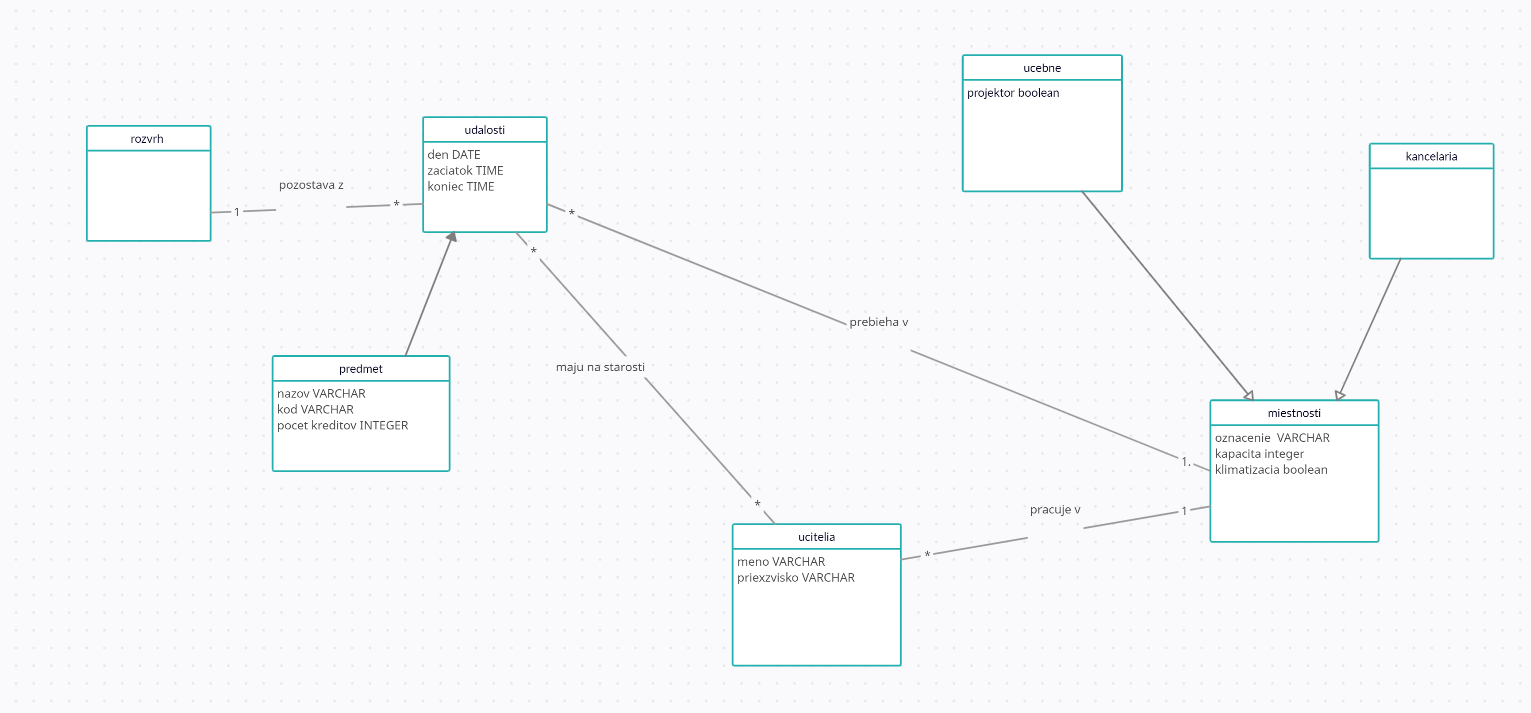 ucebne
projektor boolean
rozvrh
udalosti
den DATE
zaciatok TIME
koniec TIME
kancelaria
pozostava z
1
*
*
*
prebieha v
predmet
nazov VARCHAR
kod VARCHAR
pocet kreditov INTEGER
maju na starosti
miestnosti
oznacenie  VARCHAR
kapacita integer
klimatizacia boolean
1.
*
pracuje v
1
*
ucitelia
meno VARCHAR
priexzvisko VARCHAR